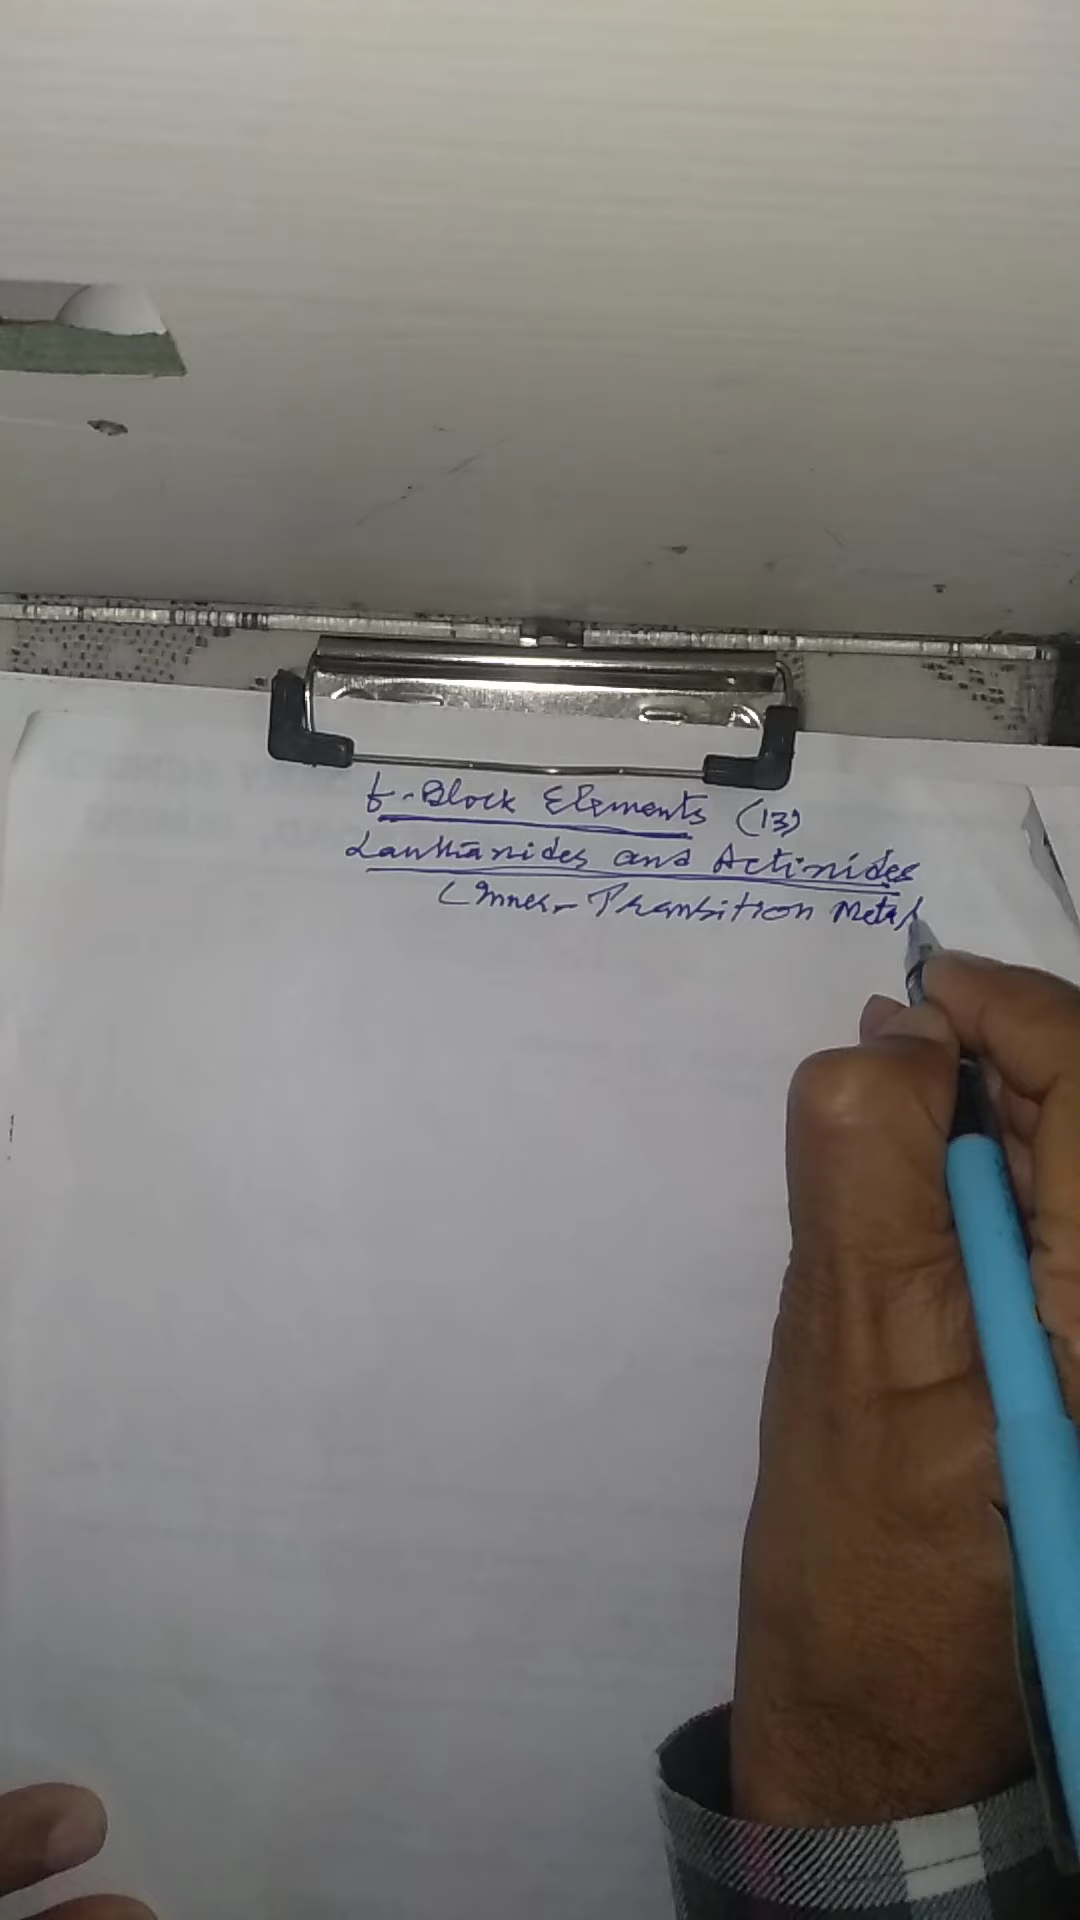 f-Block Elements (13)
Lanthanides and Actinides
(Inner-Transition Metal